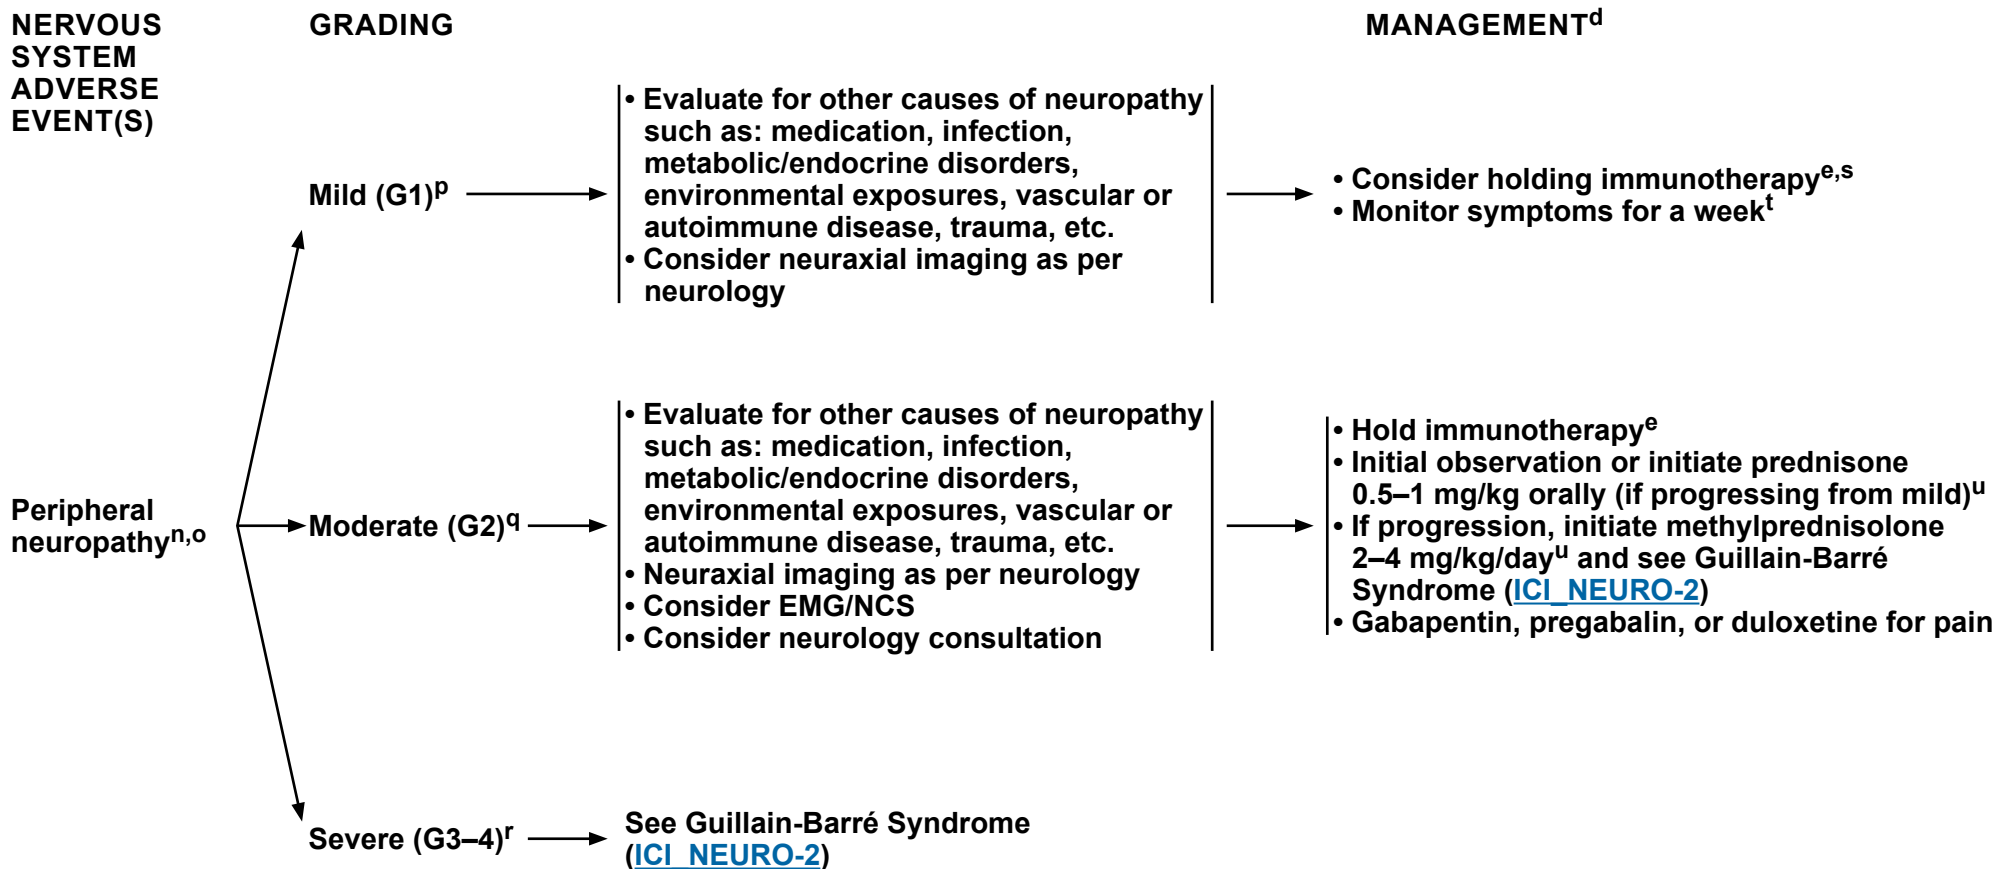 NERVOUS
SYSTEM
ADVERSE
EVENT(S)
GRADING
MANAGEMENTd
Peripheral
neuropathyn,o
Mild (G1)p
• Evaluate for other causes of neuropathy
such as: medication, infection,
metabolic/endocrine disorders,
environmental exposures, vascular or
autoimmune disease, trauma, etc.
• Consider neuraxial imaging as per
neurology
• Consider holding immunotherapye,s
• Monitor symptoms for a weekt
Moderate (G2)q
• Evaluate for other causes of neuropathy
such as: medication, infection,
metabolic/endocrine disorders,
environmental exposures, vascular or
autoimmune disease, trauma, etc.
• Neuraxial imaging as per neurology
• Consider EMG/NCS
• Consider neurology consultation
• Hold immunotherapye
• Initial observation or initiate prednisone
0.5–1 mg/kg orally (if progressing from mild)u
• If progression, initiate methylprednisolone
2–4 mg/kg/dayu and see Guillain-Barré
Syndrome (ICI_NEURO-2)
• Gabapentin, pregabalin, or duloxetine for pain
Severe (G3–4)r
See Guillain-Barré Syndrome
(ICI_NEURO-2)